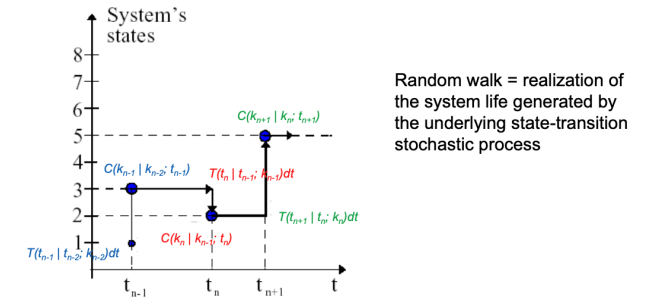 System's
states
8
7
6
5
4
3
2
1
C(kₙ₊₁ | kₙ; tₙ₊₁)
C(kₙ₋₁ | kₙ₋₂; tₙ₋₁)
T(tₙ | tₙ₋₁; kₙ₋₁)dt
T(tₙ₊₁ | tₙ; kₙ)dt
C(kₙ | kₙ₋₁; tₙ)
T(tₙ₋₁ | tₙ₋₂; kₙ₋₂)dt
tₙ₋₁ tₙ tₙ₊₁ t
Random walk = realization of
the system life generated by
the underlying state-transition
stochastic process